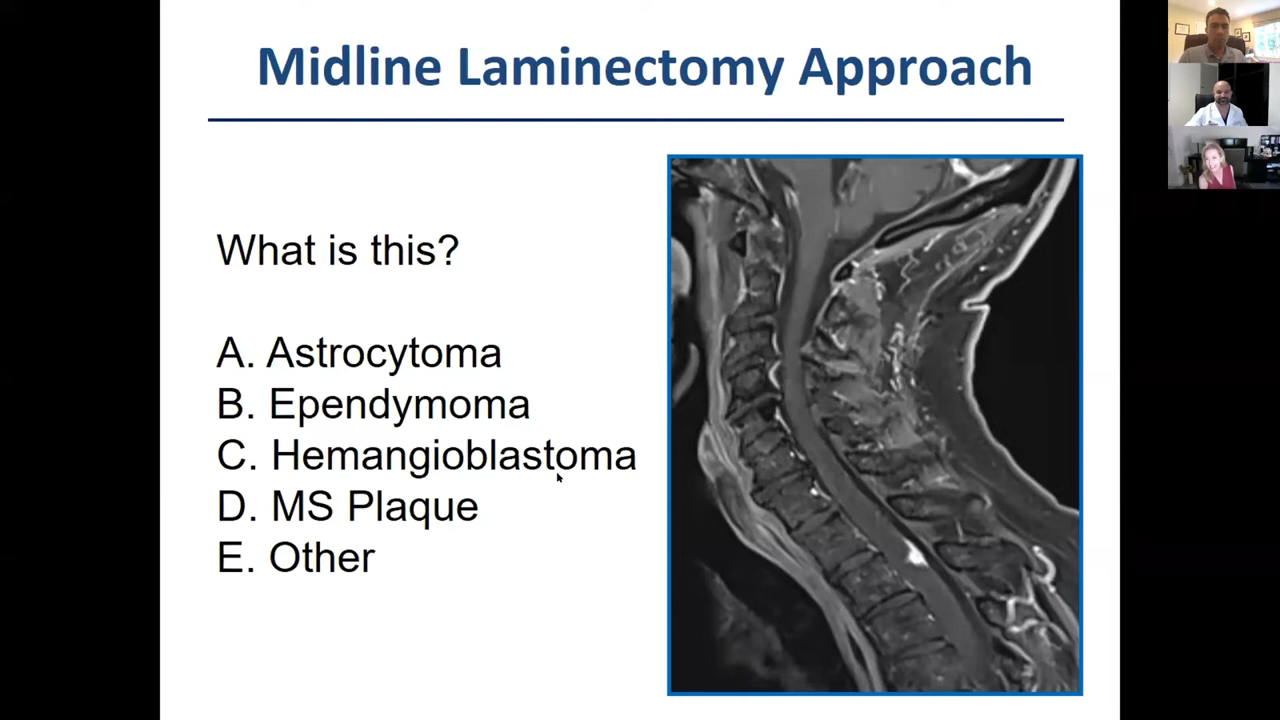 Midline Laminectomy Approach
What is this?
A. Astrocytoma
B. Ependymoma
C. Hemangioblastoma
D. MS Plaque
E. Other